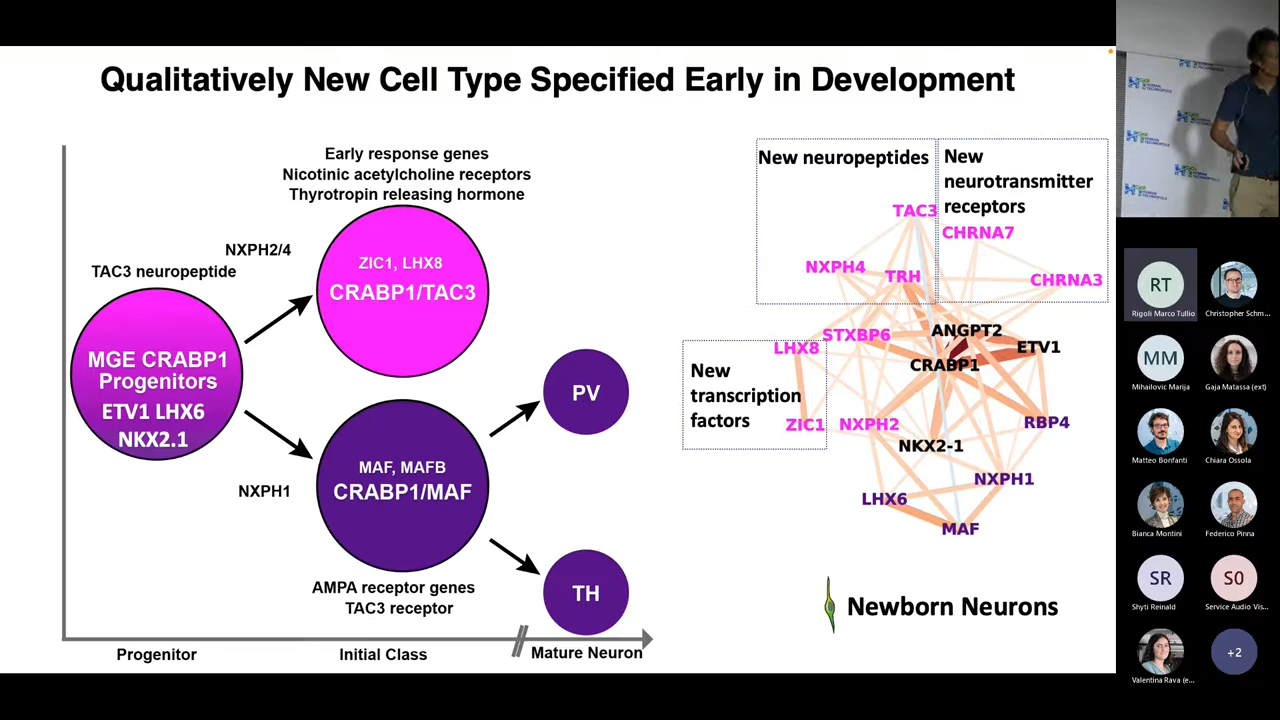 Qualitatively New Cell Type Specified Early in Development
Early response genes
Nicotinic acetylcholine receptors
Thyrotropin releasing hormone
NXPH2/4
TAC3 neuropeptide
ZIC1, LHX8
CRABP1/TAC3
MGE CRABP1
Progenitors
ETV1 LHX6
NKX2.1
PV
MAF, MAFB
CRABP1/MAF
NXPH1
AMPA receptor genes
TAC3 receptor
TH
Progenitor
Initial Class
Mature Neuron
New neuropeptides
New
neurotransmitter
receptors
TAC3
CHRNA7
NXPH4
TRH
CHRNA3
STXBP6
ANGPT2
LHX8
ETV1
CRABP1
New
transcription
factors
ZIC1
NXPH2
RBP4
NKX2-1
NXPH1
LHX6
MAF
Newborn Neurons
RT
Rigoli Marco Tullio
Christopher Schm...
MM
Mihailovic Marija
Gaja Matassa (ext)
Matteo Bonfanti
Chiara Ossola
Bianca Montini
Federico Pinna
SR
Shyti Reinald
S0
Service Audio Vis...
Valentina Rava (e...
+2